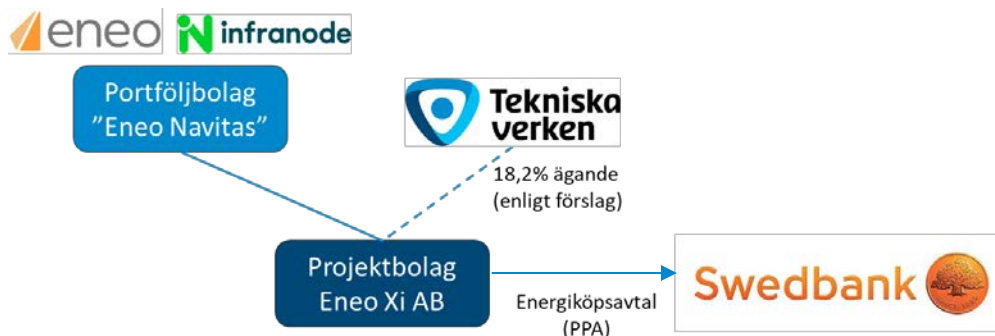 eneo infranode
Portföljbolag
”Eneo Navitas”
Tekniska
verken
18,2% ägande
(enligt förslag)
Projektbolag
Eneo Xi AB
Energiköpsavtal
(PPA)
Swedbank